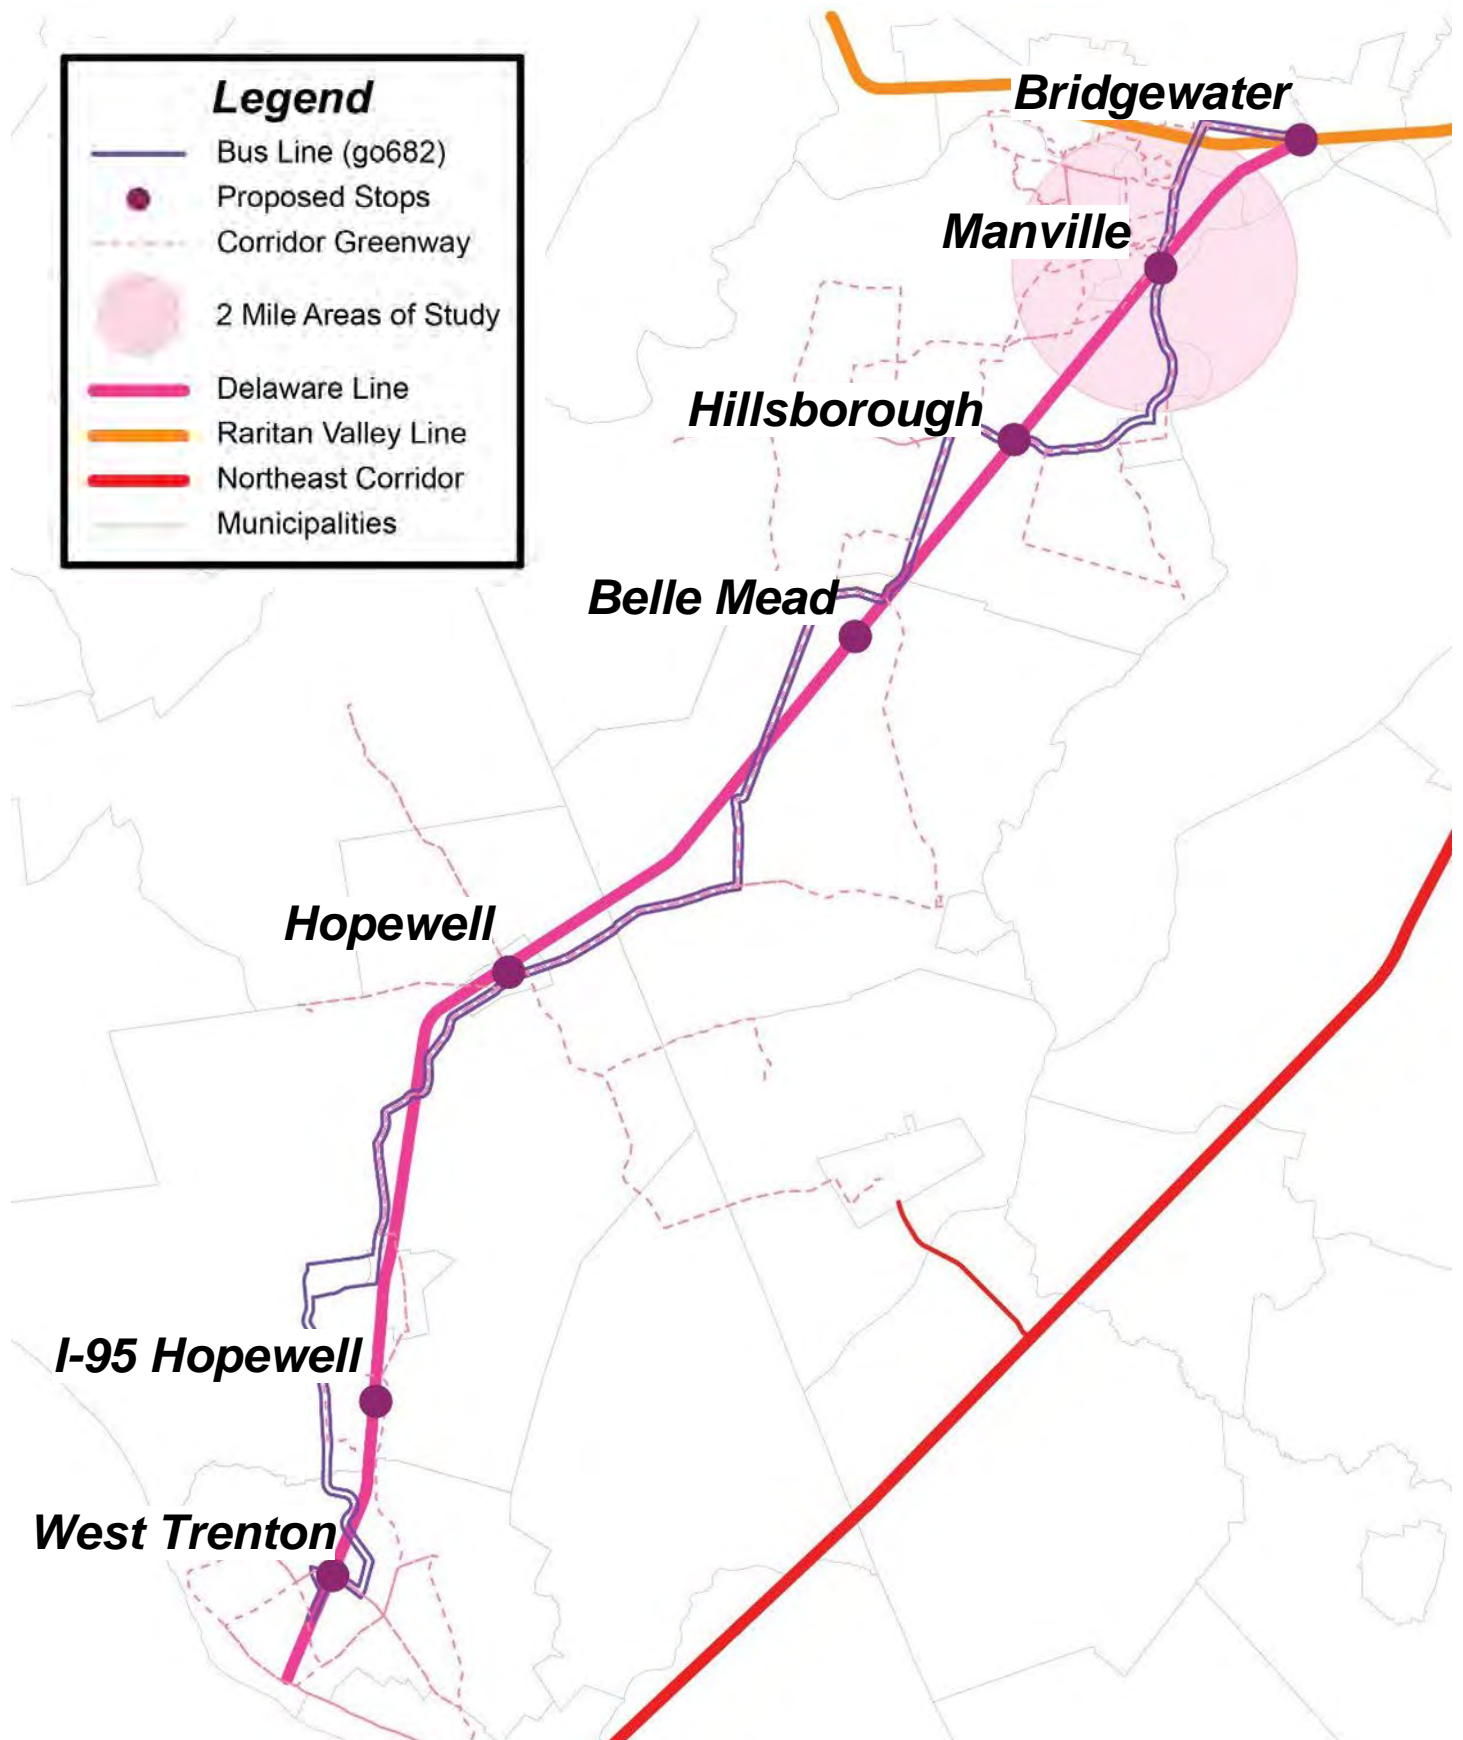 Legend
Bus Line (go682)
Proposed Stops
Corridor Greenway
2 Mile Areas of Study
Delaware Line
Raritan Valley Line
Northeast Corridor
Municipalities
Bridgewater
Manville
Hillsborough
Belle Mead
Hopewell
I-95 Hopewell
West Trenton